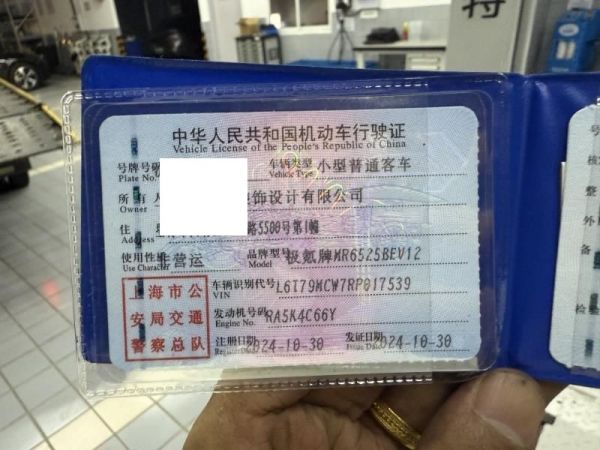 中华人民共和国机动车行驶证
Vehicle License of the People's Republic of China
号牌号码
Plate No.
车辆类型 小型普通客车
Vehicle Type
所有人 饰设计有限公司
Owner
住 路5500号第1幢
Address
使用性 营运
Use Character
品牌型号 极氪牌MR6525BEV12
Model
上海市公安局交通警察总队
车辆识别代号 L6T79MCW7RP017539
VIN
发动机号码 RA5K4C66Y
Engine No.
注册日期 024-10-30
Register Date
发证日期 024-10-30
Issue Date